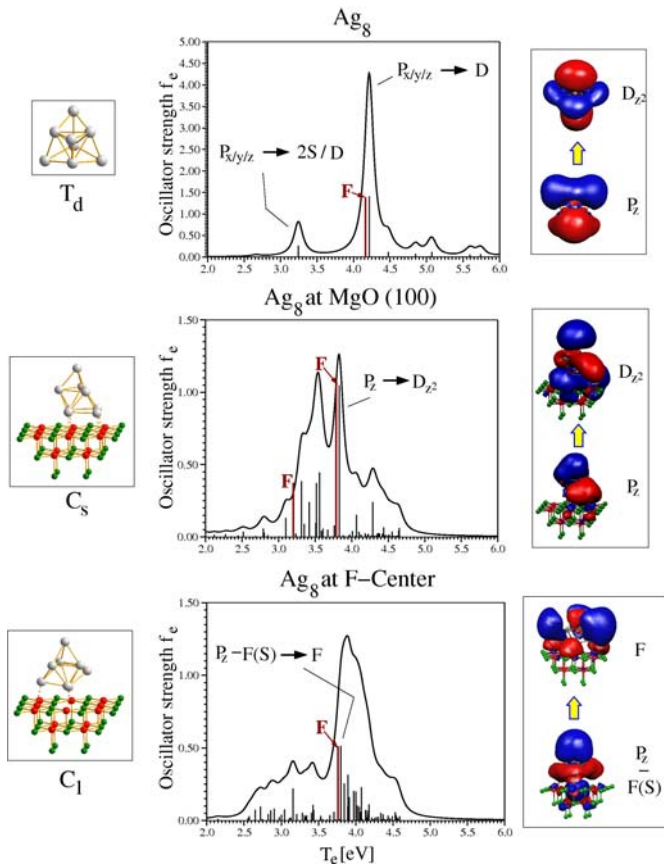 Ag8
Oscillator strength fe
5.00
4.50
4.00
3.50
3.00
2.50
2.00
1.50
1.00
0.50
0.00
Px/y/z → D
Px/y/z → 2S/D
F
2.0 2.5 3.0 3.5 4.0 4.5 5.0 5.5 6.0
Td
Dz2
Pz
Ag8 at MgO (100)
Oscillator strength fe
1.50
1.00
0.50
0.00
F
F
Pz → Dz2
2.0 2.5 3.0 3.5 4.0 4.5 5.0 5.5 6.0
Cs
Dz2
Pz
Ag8 at F-Center
Oscillator strength fe
1.50
1.00
0.50
0.00
Pz-F(S) → F
F
2.0 2.5 3.0 3.5 4.0 4.5 5.0 5.5 6.0
Te [eV]
C1
F
Pz
-
F(S)